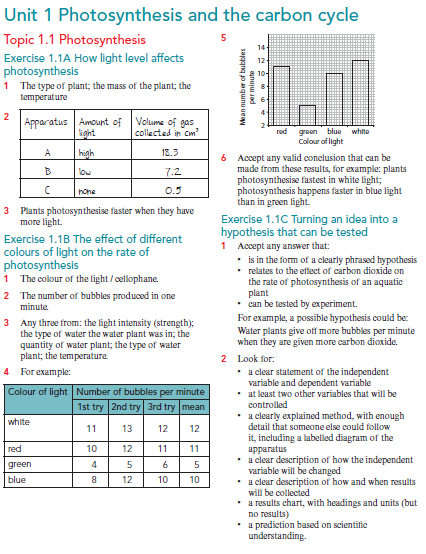 Unit 1 Photosynthesis and the carbon cycle
Topic 1.1 Photosynthesis
Exercise 1.1A How light level affects
photosynthesis
1 The type of plant; the mass of the plant; the
temperature
2
Apparatus Amount of light Volume of gas collected in cm³
A high 18.3
B low 7.2
C none 0.5
3 Plants photosynthesise faster when they have
more light.
Exercise 1.1B The effect of different
colours of light on the rate of
photosynthesis
1 The colour of the light / cellophane.
2 The number of bubbles produced in one
minute.
3 Any three from: the light intensity (strength);
the type of water the water plant was in; the
quantity of water plant; the type of water
plant; the temperature.
4 For example:
Colour of light Number of bubbles per minute
1st try 2nd try 3rd try mean
white 11 13 12 12
red 10 12 11 11
green 4 5 6 5
blue 8 12 10 10
5
Mean number of bubbles
per minute
14
12
10
8
6
4
2
red green blue white
Colour of light
6 Accept any valid conclusion that can be
made from these results, for example: plants
photosynthesise fastest in white light;
photosynthesis happens faster in blue light
than in green light.
Exercise 1.1C Turning an idea into a
hypothesis that can be tested
1 Accept any answer that:
• is in the form of a clearly phrased hypothesis
• relates to the effect of carbon dioxide on
the rate of photosynthesis of an aquatic
plant
• can be tested by experiment.
For example, a possible hypothesis could be:
Water plants give off more bubbles per minute
when they are given more carbon dioxide.
2 Look for:
• a clear statement of the independent
variable and dependent variable
• at least two other variables that will be
controlled
• a clearly explained method, with enough
detail that someone else could follow
it, including a labelled diagram of the
apparatus
• a clear description of how the independent
variable will be changed
• a clear description of how and when results
will be collected
• a results chart, with headings and units (but
no results)
• a prediction based on scientific
understanding.